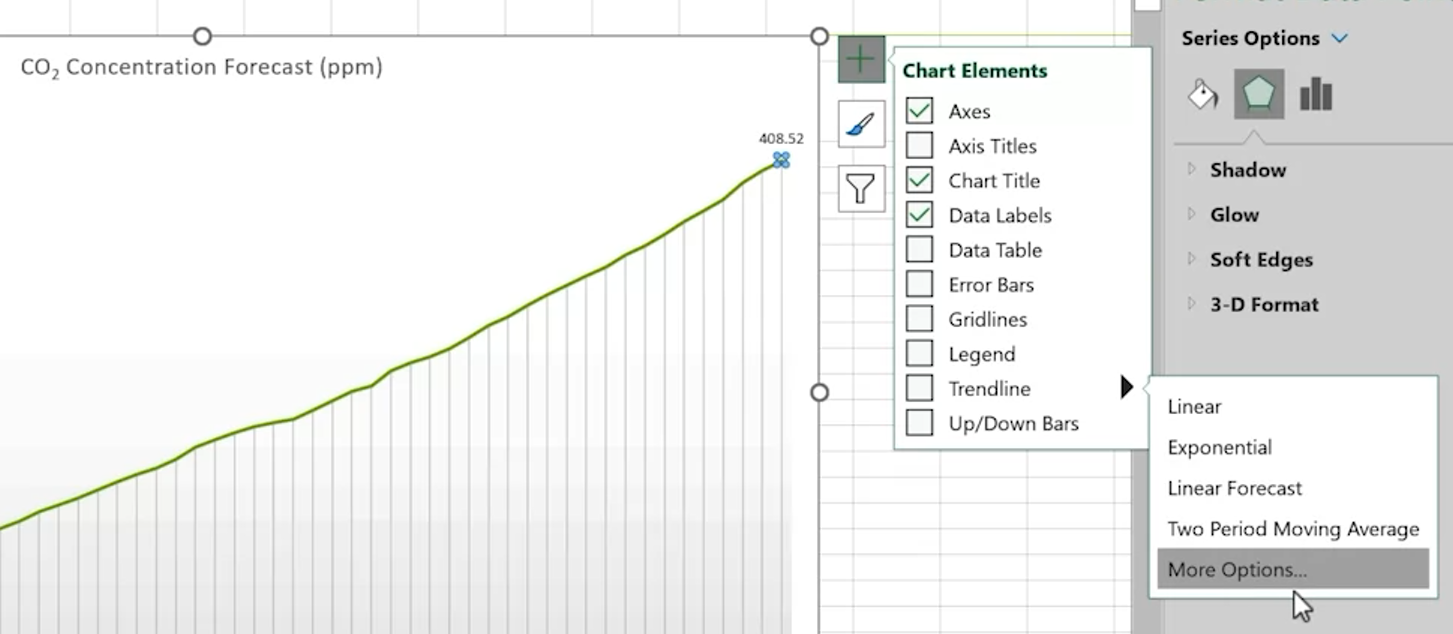 Series Options
CO₂ Concentration Forecast (ppm)
408.52
Chart Elements
Axes
Axis Titles
Chart Title
Data Labels
Data Table
Error Bars
Gridlines
Legend
Trendline
Up/Down Bars
Shadow
Glow
Soft Edges
3-D Format
Linear
Exponential
Linear Forecast
Two Period Moving Average
More Options...